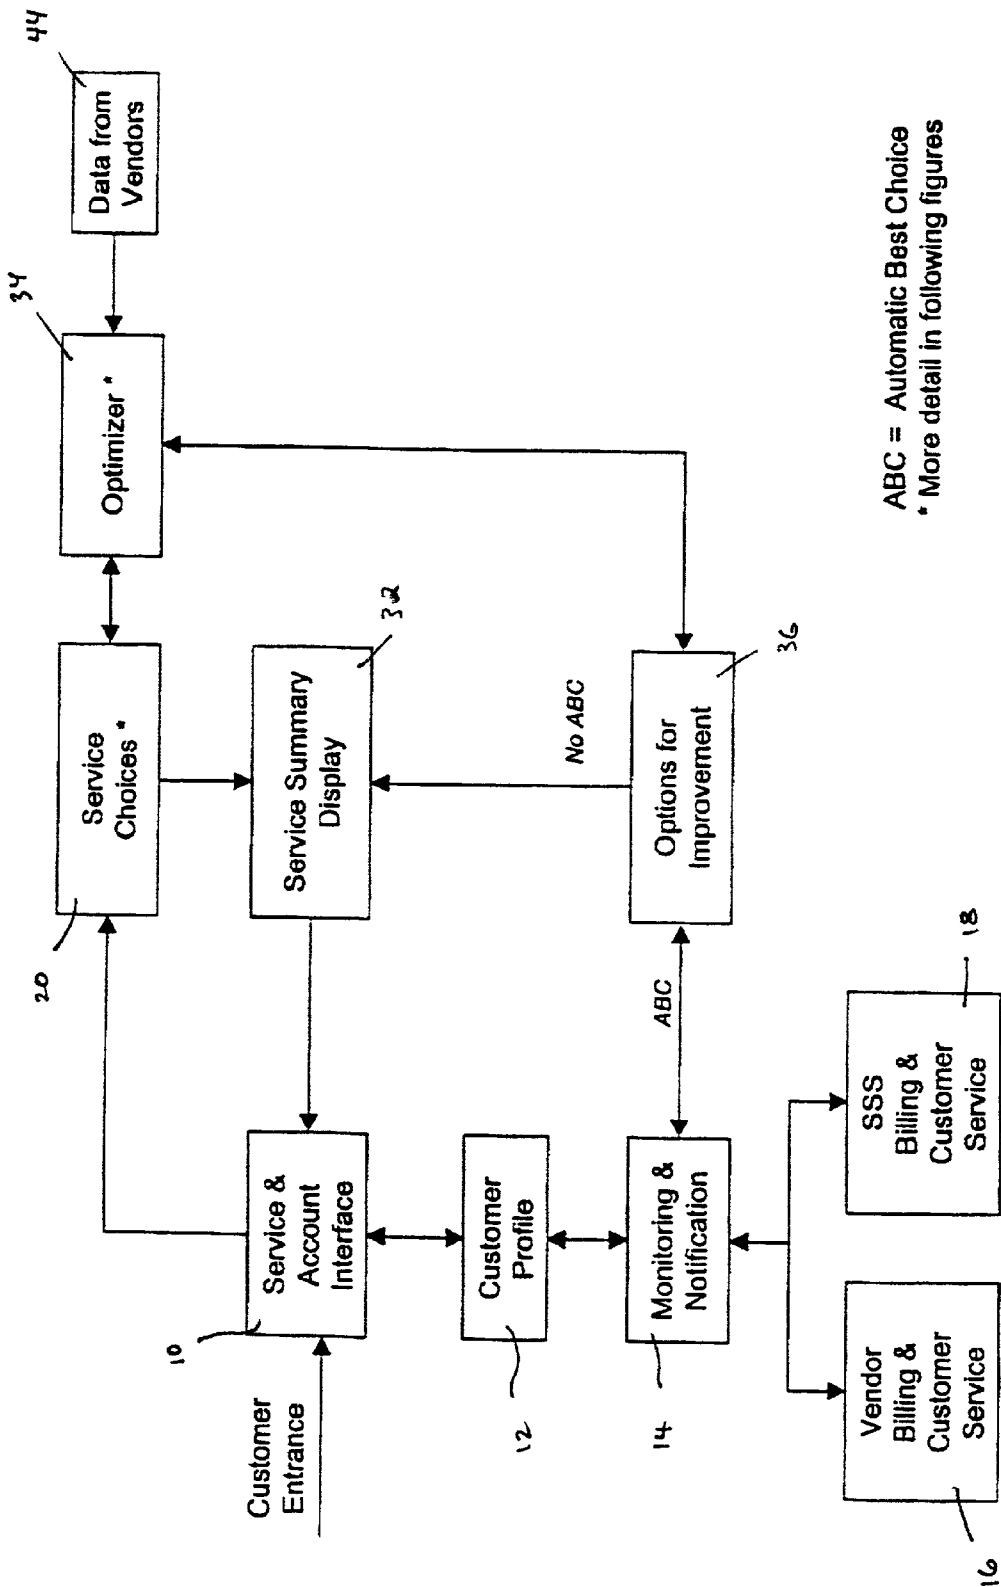 44
Data from
Vendors
34
Optimizer *
20
Service
Choices *
32
Service Summary
Display
No ABC
36
Options for
Improvement
ABC
Customer
Entrance
10
Service &
Account
Interface
12
Customer
Profile
14
Monitoring &
Notification
16
Vendor
Billing &
Customer
Service
18
SSS
Billing &
Customer
Service
ABC = Automatic Best Choice
* More detail in following figures